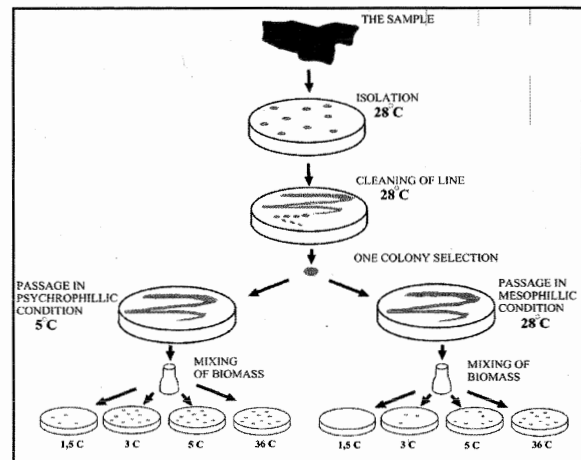 THE SAMPLE
ISOLATION
28°C
CLEANING OF LINE
28°C
ONE COLONY SELECTION
PASSAGE IN
PSYCHROPHILLIC
CONDITION
5°C
PASSAGE IN
MESOPHILLIC
CONDITION
28°C
MIXING
OF BIOMASS
MIXING OF
BIOMASS
1,5 C 3 C 5 C 36 C
1,5 C 3 C 5 C 36 C